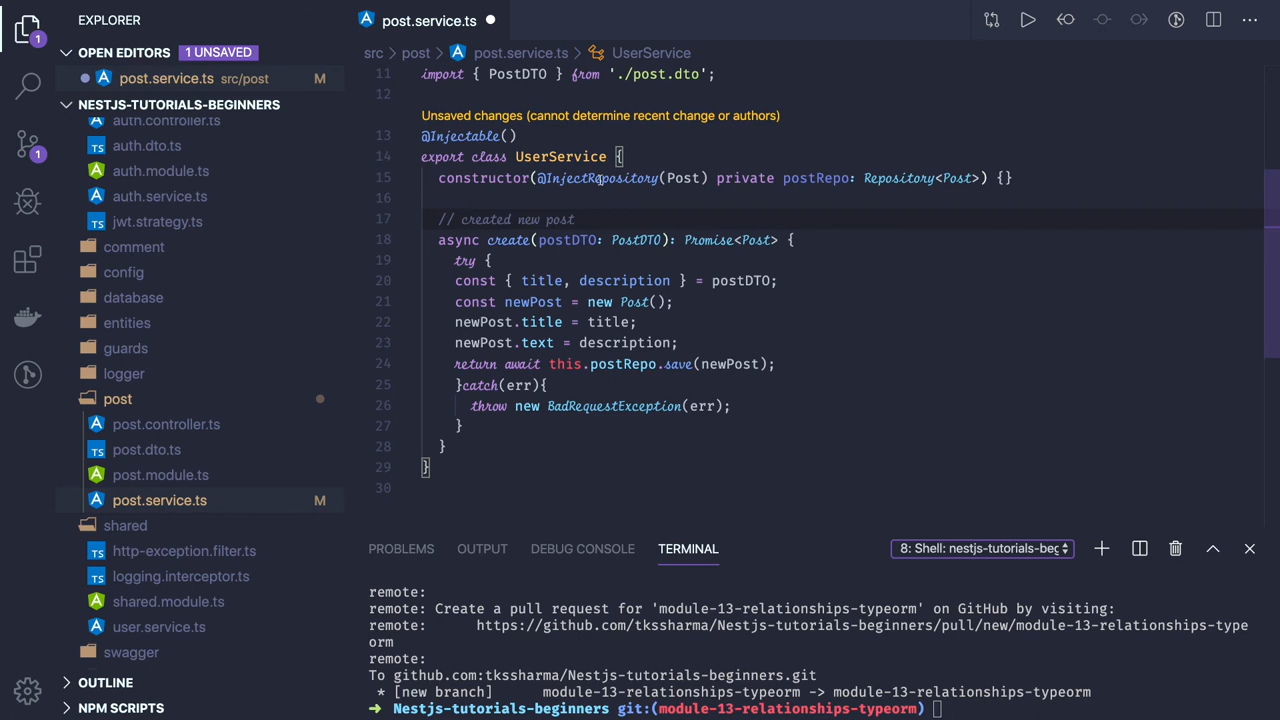 EXPLORER
OPEN EDITORS 1 UNSAVED
post.service.ts src/post M
NESTJS-TUTORIALS-BEGINNERS
auth.controller.ts
auth.dto.ts
auth.module.ts
auth.service.ts
jwt.strategy.ts
comment
config
database
entities
guards
logger
post
post.controller.ts
post.dto.ts
post.module.ts
post.service.ts M
shared
http-exception.filter.ts
logging.interceptor.ts
shared.module.ts
user.service.ts
swagger
OUTLINE
NPM SCRIPTS
1
1
post.service.ts
src > post > post.service.ts > UserService
11 import { PostDTO } from './post.dto';
12
Unsaved changes (cannot determine recent change or authors)
13 @Injectable()
14 export class UserService {
15 constructor(@InjectRepository(Post) private postRepo: Repository<Post>) {}
16
17 // created new post
18 async create(postDTO: PostDTO): Promise<Post> {
19 try {
20 const { title, description } = postDTO;
21 const newPost = new Post();
22 newPost.title = title;
23 newPost.text = description;
24 return await this.postRepo.save(newPost);
25 }catch(err){
26 throw new BadRequestException(err);
27 }
28 }
29 }
30
PROBLEMS OUTPUT DEBUG CONSOLE TERMINAL 8: Shell: nestjs-tutorials-beg
remote:
remote: Create a pull request for 'module-13-relationships-typeorm' on GitHub by visiting:
remote: https://github.com/tkssharma/Nestjs-tutorials-beginners/pull/new/module-13-relationships-type
orm
remote:
To github.com:tkssharma/Nestjs-tutorials-beginners.git
* [new branch] module-13-relationships-typeorm -> module-13-relationships-typeorm
➜ Nestjs-tutorials-beginners git:(module-13-relationships-typeorm)